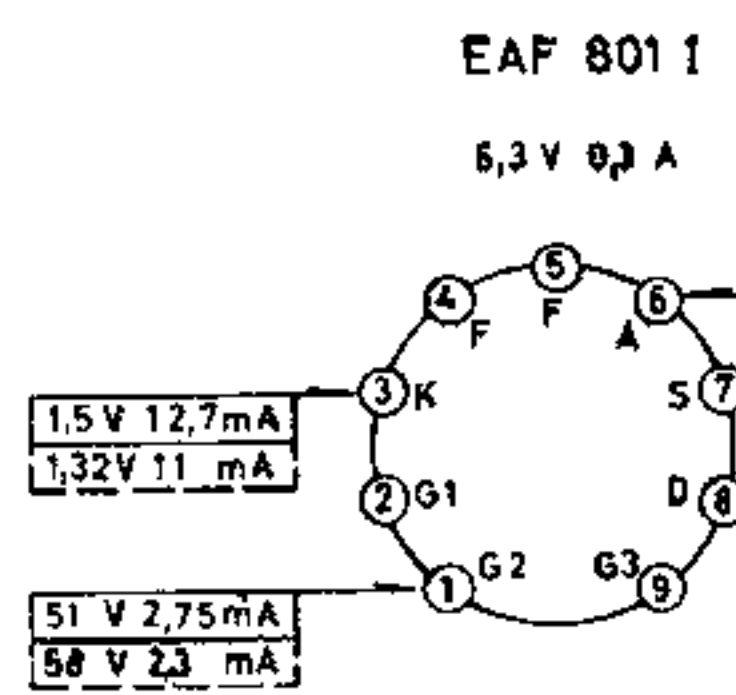 EAF 801 I
6,3 V 0,3 A
5
4
6
F
F
A
3
K
S
7
1,5 V 12,7 mA
1,32 V 11 mA
2
G1
D
8
G2
G3
1
9
51 V 2,75 mA
58 V 2,3 mA